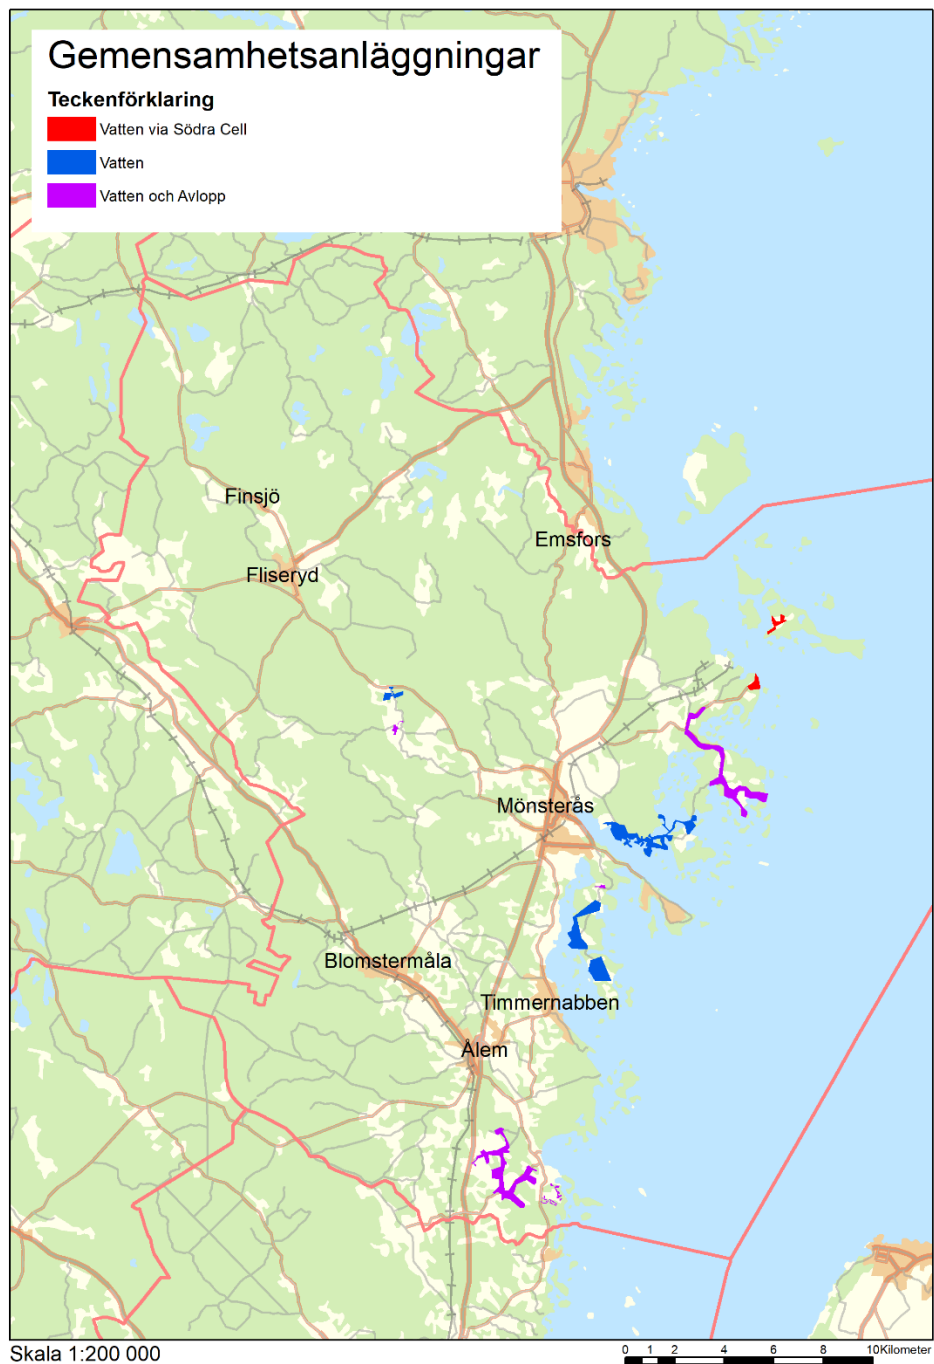 Gemensamhetsanläggningar
Teckenförklaring
Vatten via Södra Cell
Vatten
Vatten och Avlopp
Finsjö
Emsfors
Fliseryd
Mönsterås
Blomstermåla
Timmernabben
Ålem
Skala 1:200 000
0 1 2 4 6 8 10Kilometer